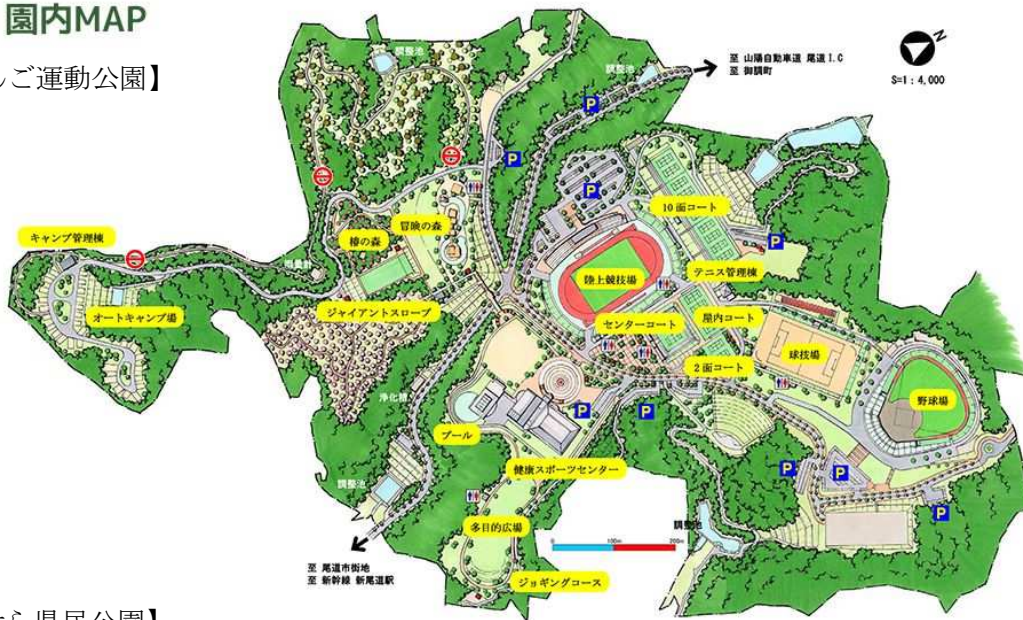 園内MAP
んご運動公園】
至 山陽自動車道 尾道I.C
至 御調町
S=1:4,000
調整池
調整池
P
P
P
10面コート
冒険の森
椿の森
キャンプ管理棟
P
テニス管理棟
陸上競技場
オートキャンプ場
ジャイアントスロープ
センターコート
屋内コート
球技場
2面コート
野球場
浄化槽
プール
P
P
健康スポーツセンター
P
P
調整池
P
多目的広場
調整池
0 100m 200m
至 尾道市街地
至 新幹線 新尾道駅
ジョギングコース